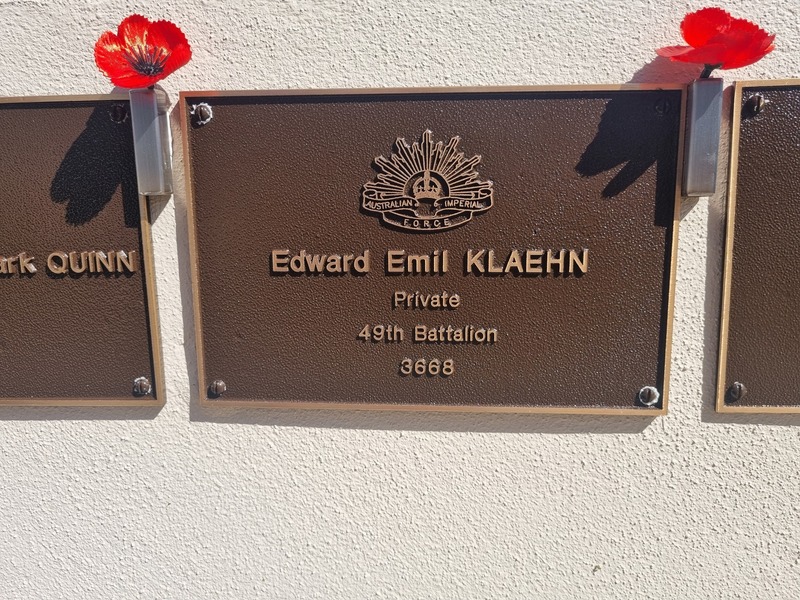 ark QUINN
AUSTRALIAN IMPERIAL
FORCE
Edward Emil KLAEHN
Private
49th Battalion
3668